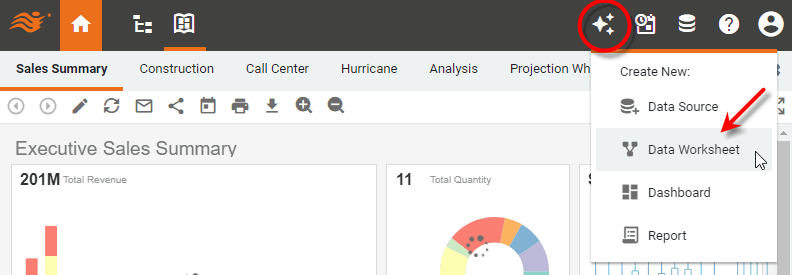 Sales Summary Construction Call Center Hurricane Analysis Projection Wh
Create New:
Data Source
Data Worksheet
Dashboard
Report
Executive Sales Summary
201M Total Revenue
11 Total Quantity